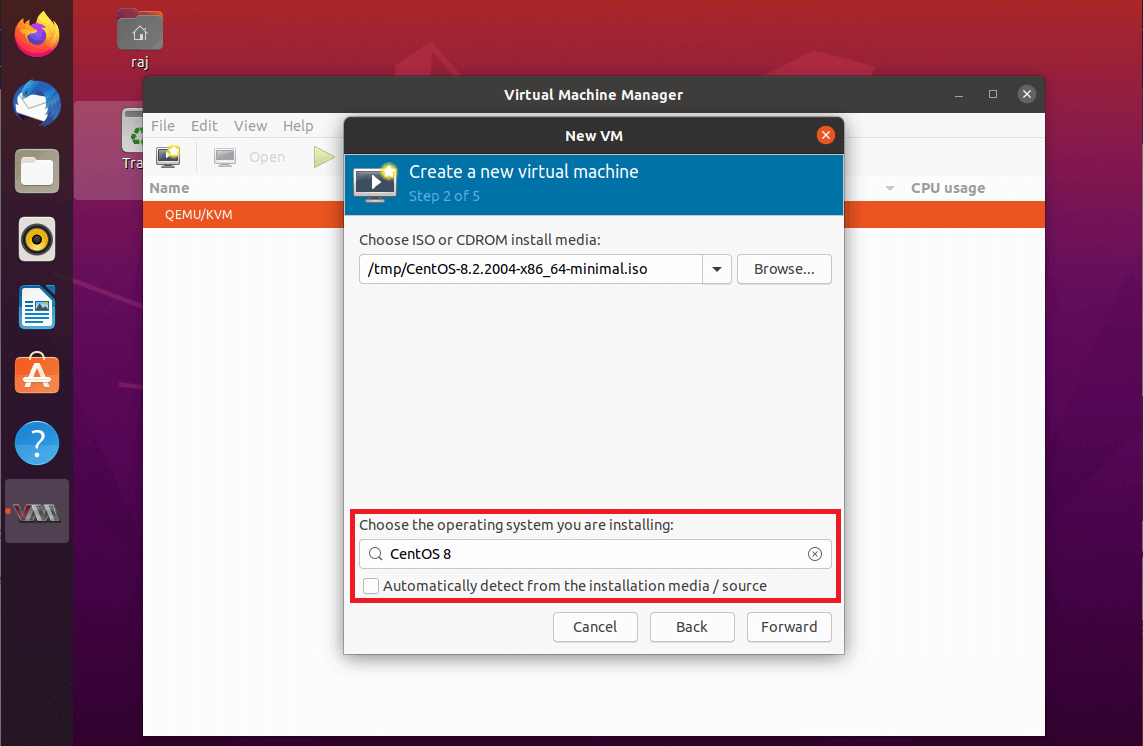 raj
Virtual Machine Manager
File Edit View Help
Tra
Open
Name
CPU usage
QEMU/KVM
New VM
Create a new virtual machine
Step 2 of 5
Choose ISO or CDROM install media:
/tmp/CentOS-8.2.2004-x86_64-minimal.iso
Browse...
Choose the operating system you are installing:
CentOS 8
Automatically detect from the installation media / source
Cancel Back Forward